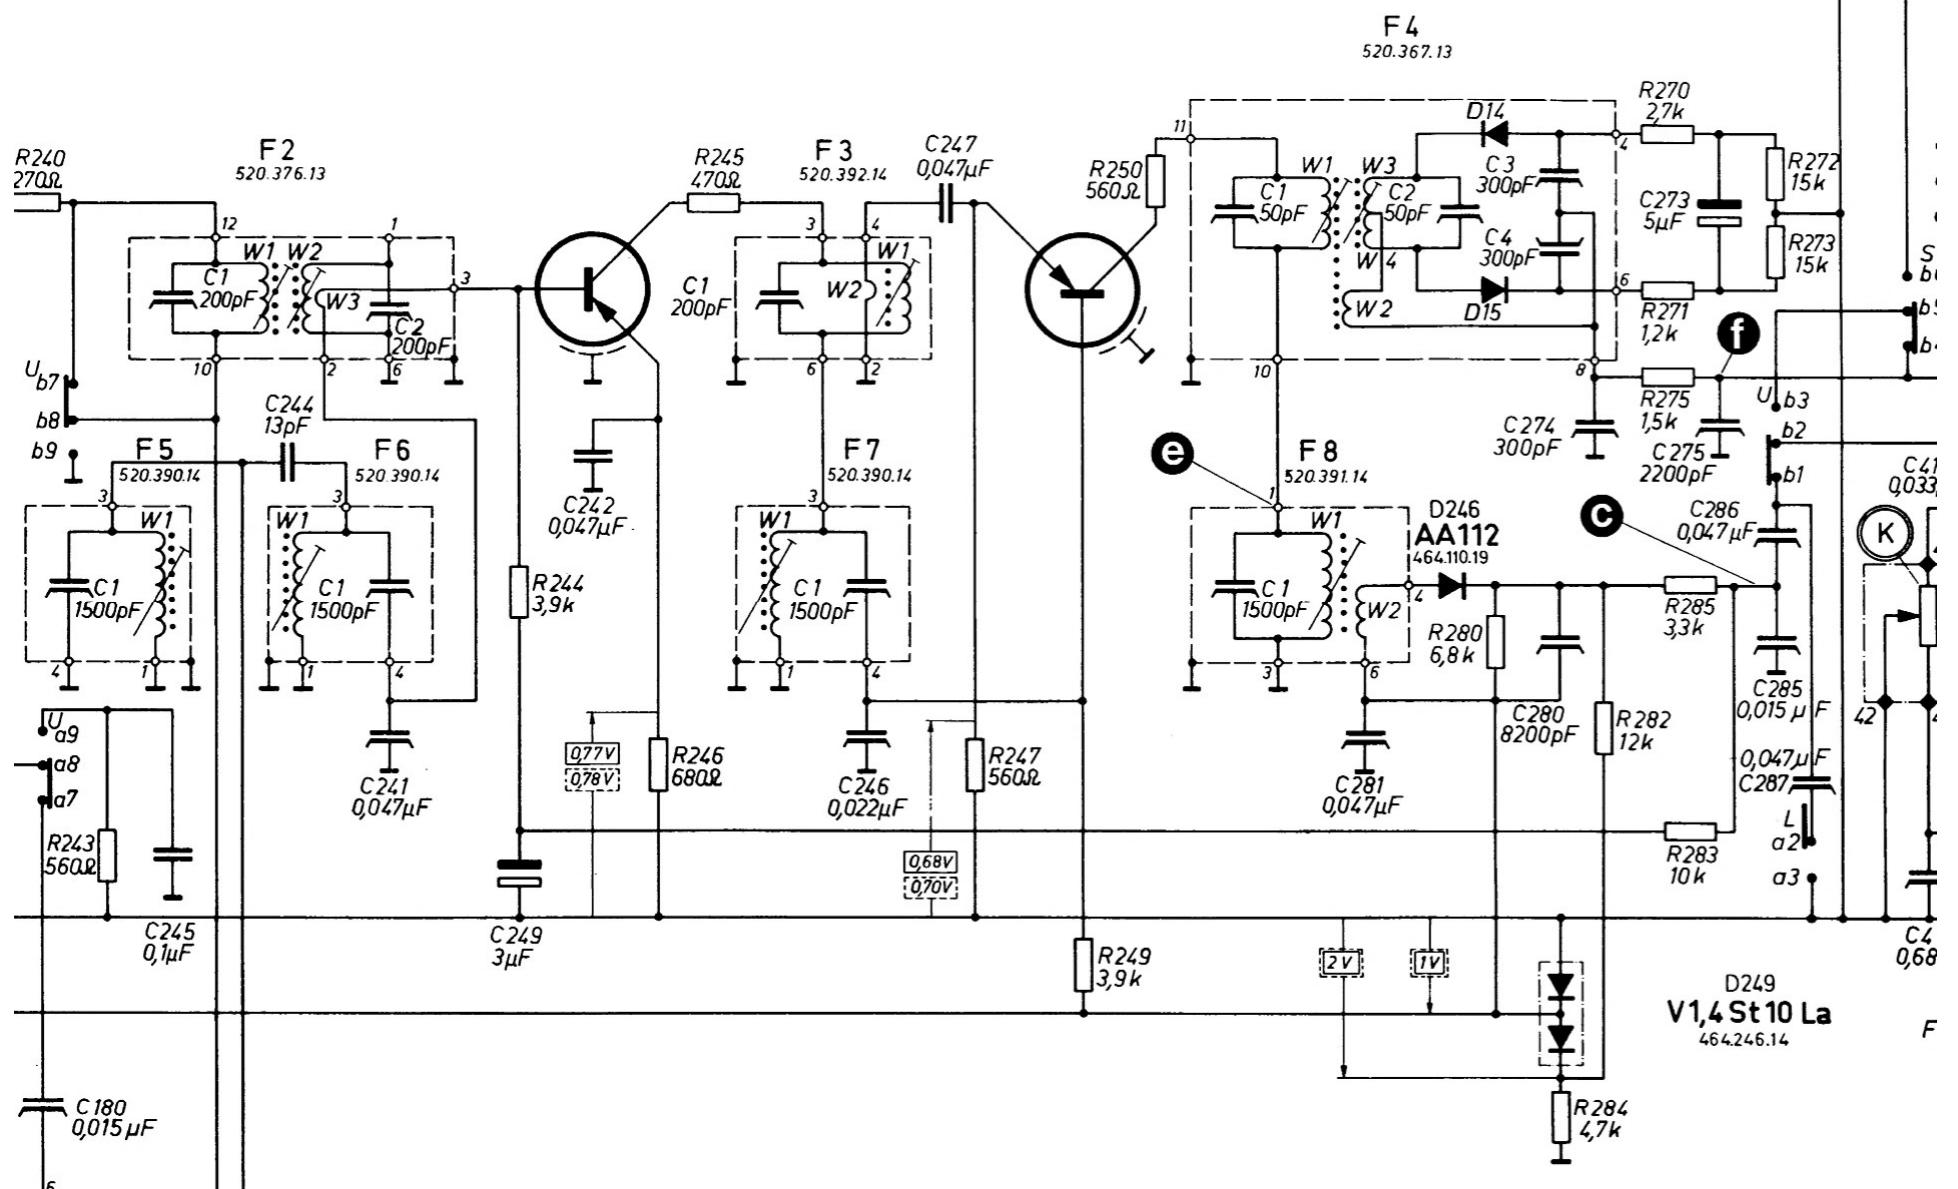 F4
520.367.13
R240
270Ω
F2
520.376.13
R245
470Ω
F3
520.392.14
C247
0,047µF
R250
560Ω
11
D14
R270
2,7k
4
W1
W3
C1
50pF
C2
50pF
C3
300pF
C4
300pF
W4
W2
D15
6
R271
1,2k
C273
5µF
R272
15k
R273
15k
12
1
W1
W2
C1
200pF
W3
3
C2
200pF
10
2
6
3
4
C1
200pF
W1
W2
6
2
10
8
f
R275
1,5k
C274
300pF
C275
2200pF
S
U
b3
b2
b1
U
b7
b8
b9
C244
13pF
F5
520.390.14
F6
520.390.14
F7
520.390.14
F8
520.391.14
e
c
3
W1
C1
1500pF
4
1
3
W1
C1
1500pF
1
4
C242
0,047µF
R244
3,9k
3
W1
C1
1500pF
1
4
1
W1
C1
1500pF
W2
4
3
6
D246
AA112
464.110.19
R280
6,8k
C280
8200pF
R282
12k
R285
3,3k
C286
0,047µF
C285
0,015µF
0,047µF
C287
K
42
U
a9
a8
a7
R243
560Ω
C245
0,1µF
C241
0,047µF
0,77V
0,78V
R246
680Ω
C246
0,022µF
0,68V
0,70V
R247
560Ω
C281
0,047µF
R283
10k
L
a2
a3
C249
3µF
R249
3,9k
2V
1V
D249
V1,4 St 10 La
464.246.14
C180
0,015µF
R284
4,7k